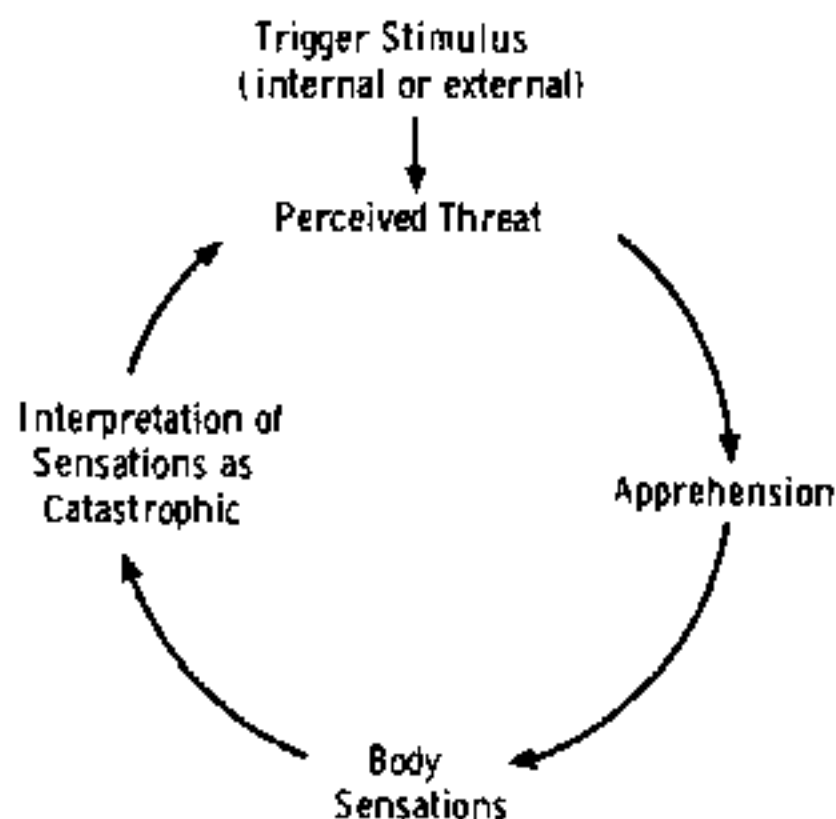 Trigger Stimulus
(internal or external)
Perceived Threat
Interpretation of
Sensations as
Catastrophic
Apprehension
Body
Sensations